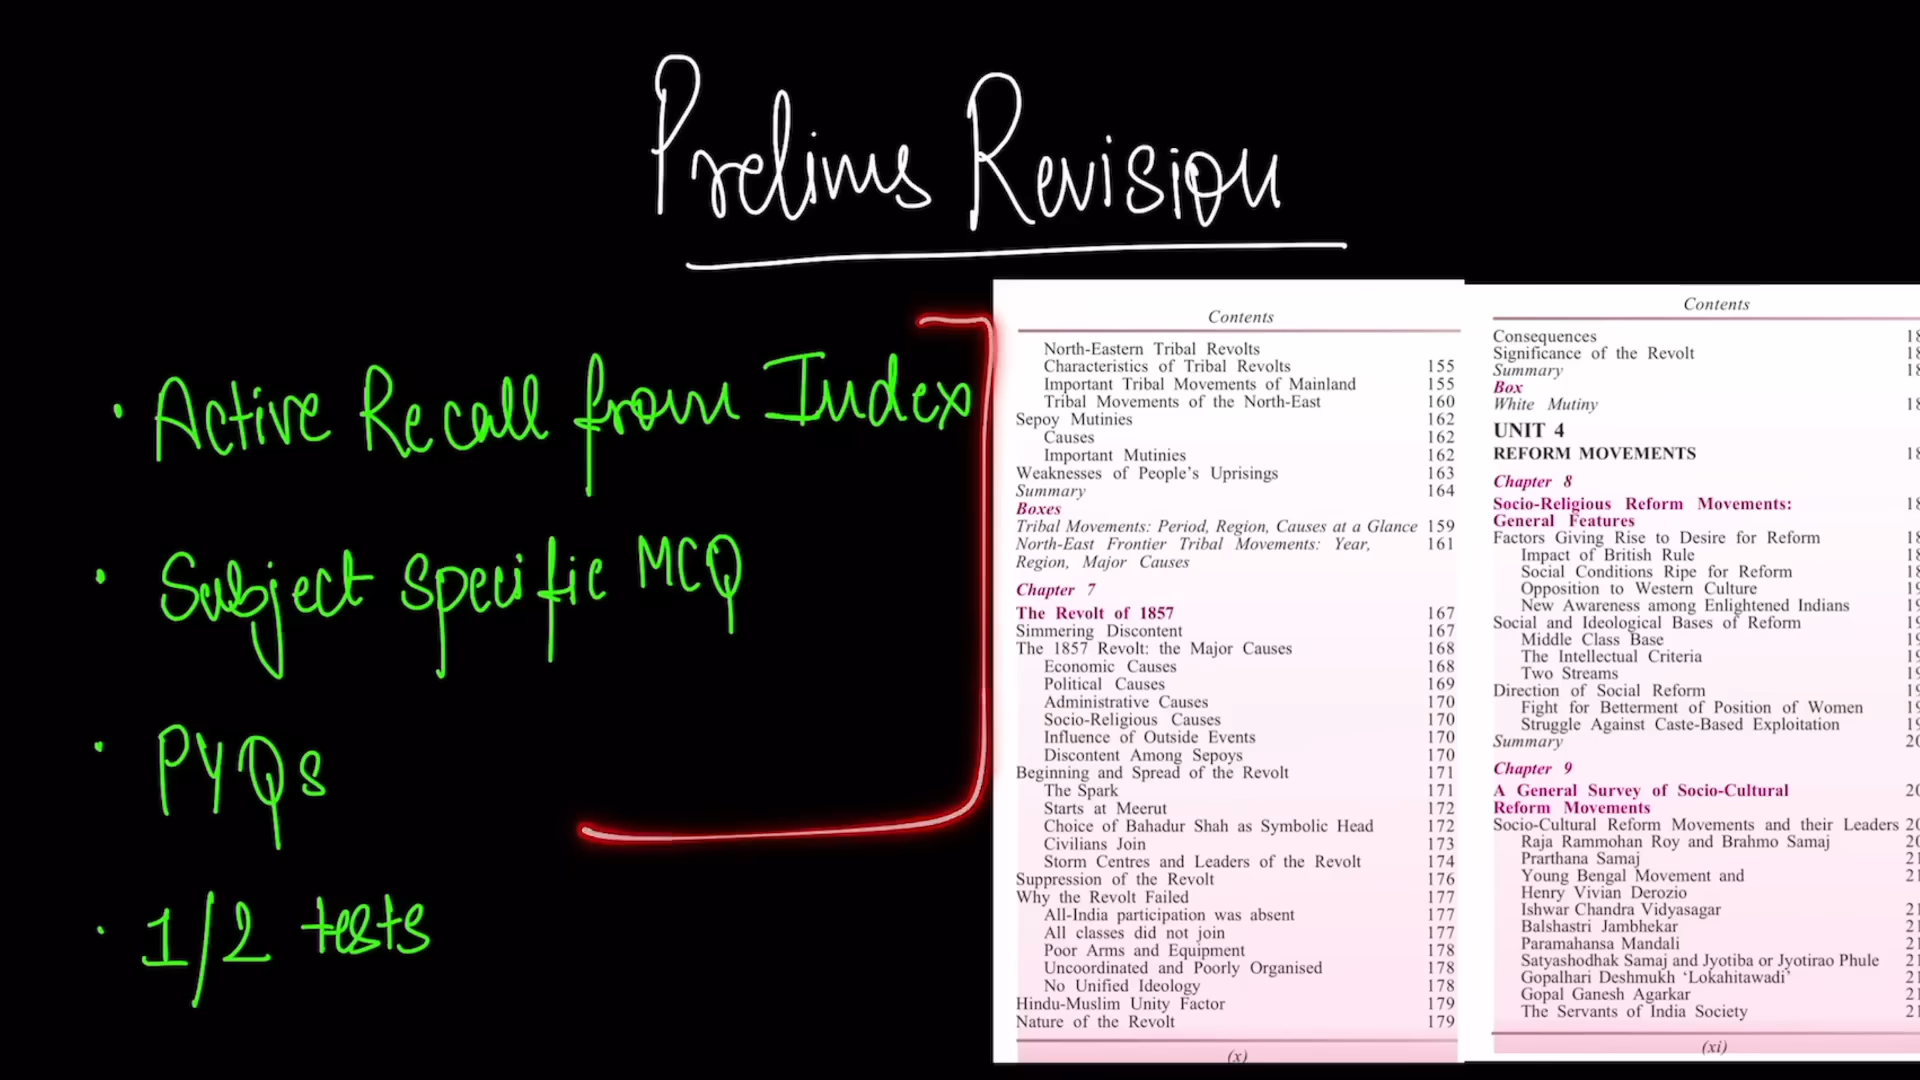 Prelims Revision
· Active Recall from Index
· Subject specific MCQ
· PYQs
· 1/2 tests
Contents
North-Eastern Tribal Revolts
Characteristics of Tribal Revolts 155
Important Tribal Movements of Mainland 155
Tribal Movements of the North-East 160
Sepoy Mutinies 162
Causes 162
Important Mutinies 162
Weaknesses of People's Uprisings 163
Summary 164
Boxes
Tribal Movements: Period, Region, Causes at a Glance 159
North-East Frontier Tribal Movements: Year, 161
Region, Major Causes
Chapter 7
The Revolt of 1857 167
Simmering Discontent 167
The 1857 Revolt: the Major Causes 168
Economic Causes 168
Political Causes 169
Administrative Causes 170
Socio-Religious Causes 170
Influence of Outside Events 170
Discontent Among Sepoys 170
Beginning and Spread of the Revolt 171
The Spark 171
Starts at Meerut 172
Choice of Bahadur Shah as Symbolic Head 172
Civilians Join 173
Storm Centres and Leaders of the Revolt 174
Suppression of the Revolt 176
Why the Revolt Failed 177
All-India participation was absent 177
All classes did not join 177
Poor Arms and Equipment 178
Uncoordinated and Poorly Organised 178
No Unified Ideology 178
Hindu-Muslim Unity Factor 179
Nature of the Revolt 179
(x)
Contents
Consequences
Significance of the Revolt
Summary
Box
White Mutiny
UNIT 4
REFORM MOVEMENTS
Chapter 8
Socio-Religious Reform Movements:
General Features
Factors Giving Rise to Desire for Reform
Impact of British Rule
Social Conditions Ripe for Reform
Opposition to Western Culture
New Awareness among Enlightened Indians
Social and Ideological Bases of Reform
Middle Class Base
The Intellectual Criteria
Two Streams
Direction of Social Reform
Fight for Betterment of Position of Women
Struggle Against Caste-Based Exploitation
Summary
Chapter 9
A General Survey of Socio-Cultural
Reform Movements
Socio-Cultural Reform Movements and their Leaders
Raja Rammohan Roy and Brahmo Samaj
Prarthana Samaj
Young Bengal Movement and
Henry Vivian Derozio
Ishwar Chandra Vidyasagar
Balshastri Jambhekar
Paramahansa Mandali
Satyashodhak Samaj and Jyotiba or Jyotirao Phule
Gopalhari Deshmukh 'Lokahitawadi'
Gopal Ganesh Agarkar
The Servants of India Society
(xi)